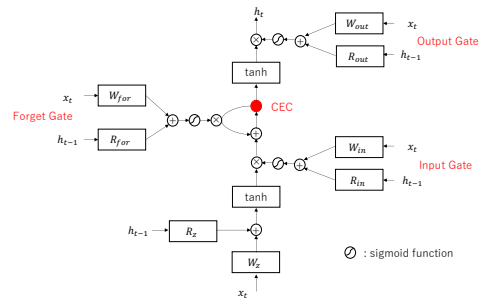 h_t
W_out x_t
Output Gate
R_out h_{t-1}
tanh
x_t W_for
CEC
Forget Gate
h_{t-1} R_for
W_in x_t
Input Gate
R_in h_{t-1}
tanh
h_{t-1} R_z
: sigmoid function
W_z
x_t